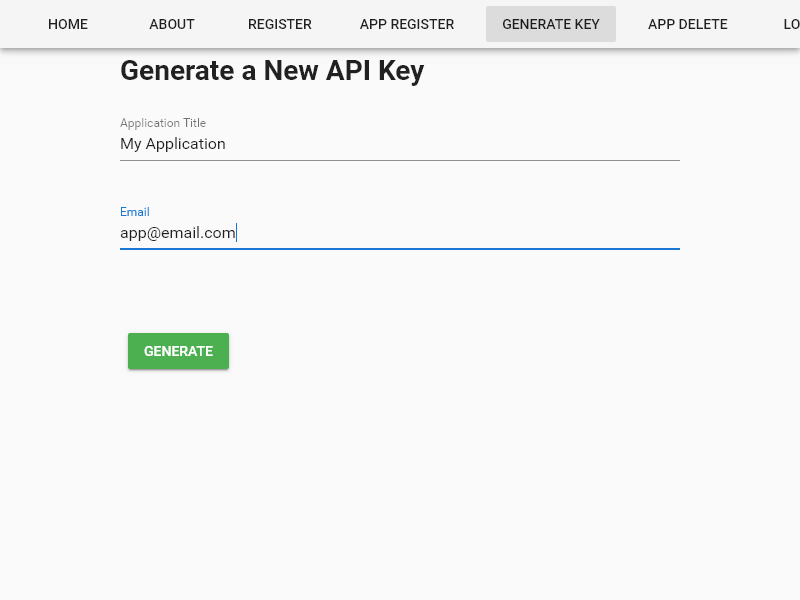 HOME ABOUT REGISTER APP REGISTER GENERATE KEY APP DELETE LO
Generate a New API Key
Application Title
My Application
Email
app@email.com
GENERATE